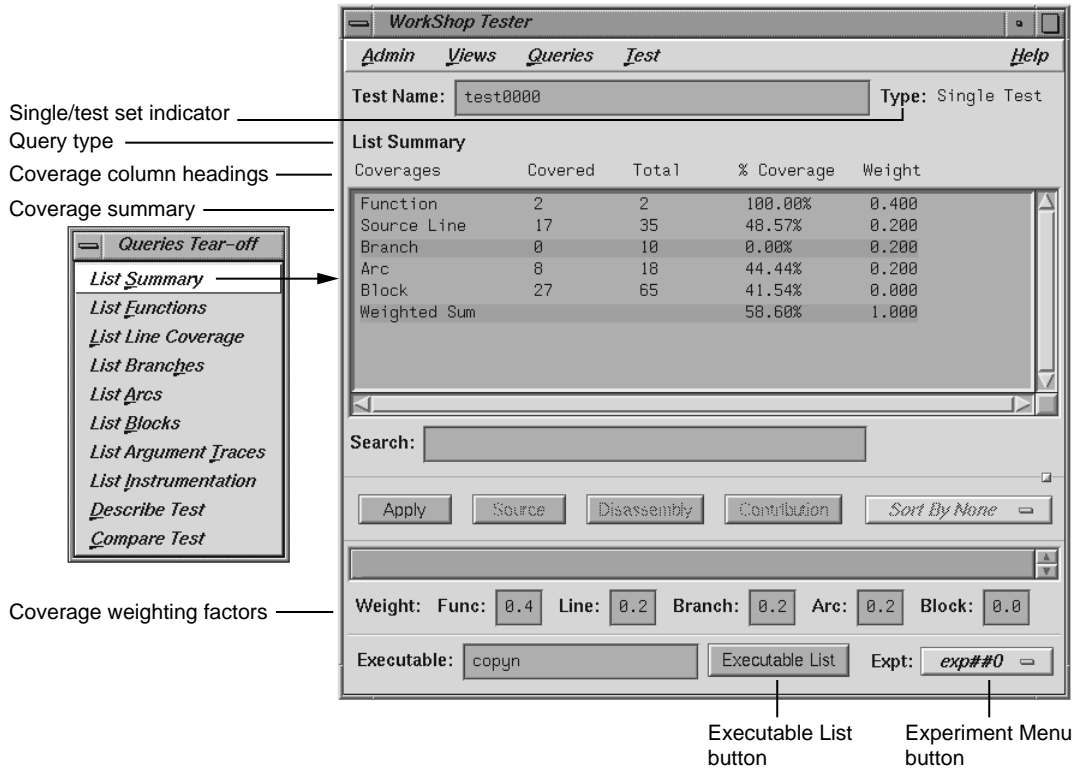 WorkShop Tester
Admin Views Queries Test Help
Test Name: test0000 Type: Single Test
Single/test set indicator
Query type
List Summary
Coverage column headings
Coverages Covered Total % Coverage Weight
Coverage summary
Function 2 2 100.00% 0.400
Source Line 17 35 48.57% 0.200
Branch 0 10 0.00% 0.200
Arc 8 18 44.44% 0.200
Block 27 65 41.54% 0.000
Weighted Sum 58.60% 1.000
Queries Tear-off
List Summary
List Functions
List Line Coverage
List Branches
List Arcs
List Blocks
List Argument Traces
List Instrumentation
Describe Test
Compare Test
Search:
Apply Source Disassembly Contribution Sort By None
Coverage weighting factors
Weight: Func: 0.4 Line: 0.2 Branch: 0.2 Arc: 0.2 Block: 0.0
Executable: copyn Executable List Expt: exp##0
Executable List
button
Experiment Menu
button